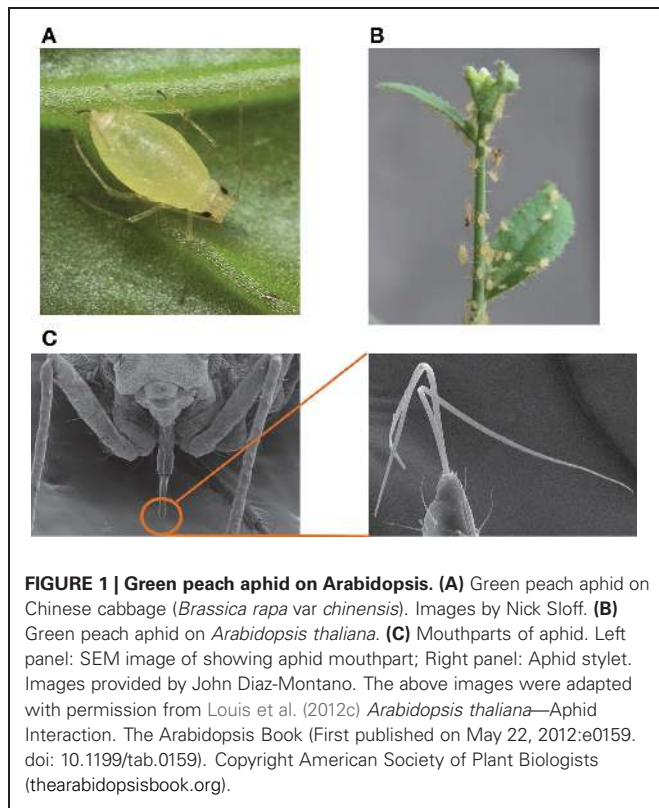 A
B
C
FIGURE 1 | Green peach aphid on Arabidopsis. (A) Green peach aphid on
Chinese cabbage (Brassica rapa var chinensis). Images by Nick Sloff. (B)
Green peach aphid on Arabidopsis thaliana. (C) Mouthparts of aphid. Left
panel: SEM image of showing aphid mouthpart; Right panel: Aphid stylet.
Images provided by John Diaz-Montano. The above images were adapted
with permission from Louis et al. (2012c) Arabidopsis thaliana—Aphid
Interaction. The Arabidopsis Book (First published on May 22, 2012:e0159.
doi: 10.1199/tab.0159). Copyright American Society of Plant Biologists
(thearabidopsisbook.org).